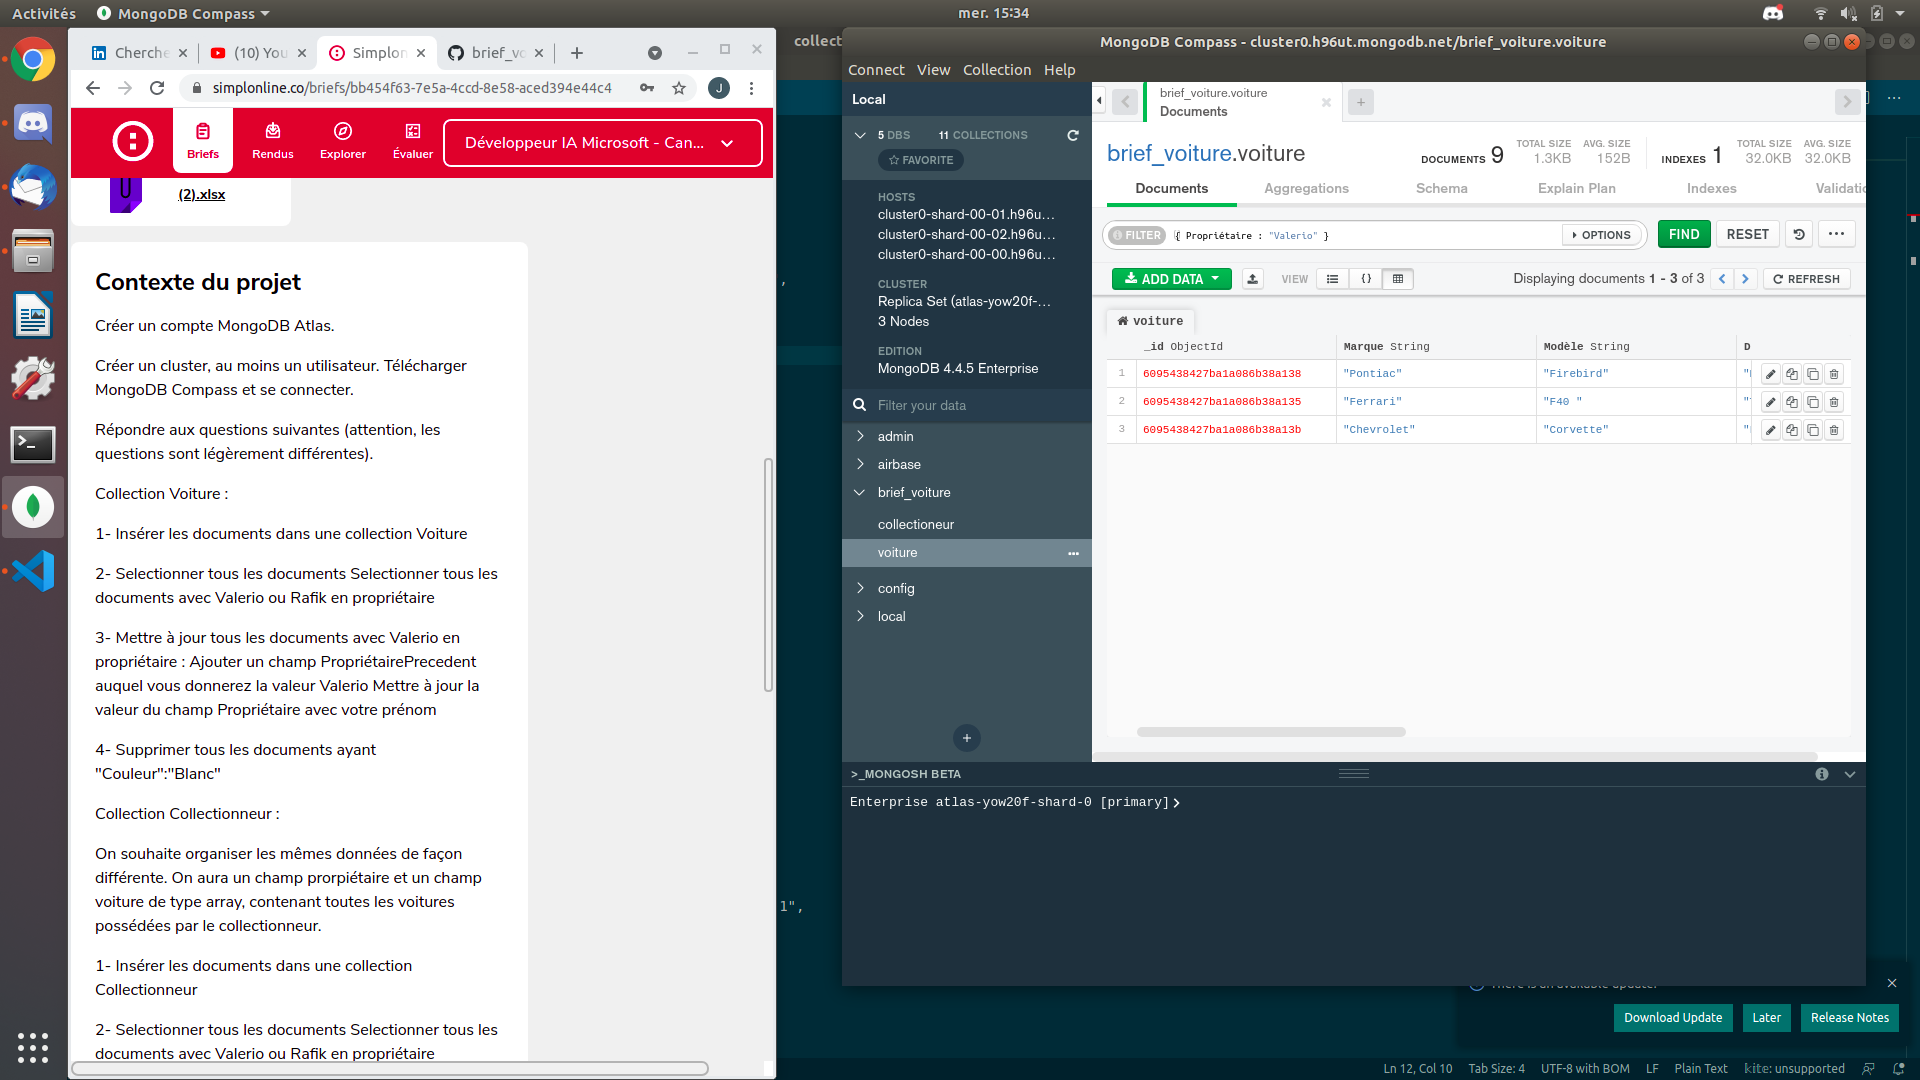 Activités
MongoDB Compass
mer. 15:34
Cherche
(10) You
Simplon
brief_vo
simplonline.co/briefs/bb454f63-7e5a-4ccd-8e58-aced394e44c4
J
Briefs
Rendus
Explorer
Évaluer
Développeur IA Microsoft - Can...
(2).xlsx
Contexte du projet
Créer un compte MongoDB Atlas.
Créer un cluster, au moins un utilisateur. Télécharger
MongoDB Compass et se connecter.
Répondre aux questions suivantes (attention, les
questions sont légèrement différentes).
Collection Voiture :
1- Insérer les documents dans une collection Voiture
2- Selectionner tous les documents Selectionner tous les
documents avec Valerio ou Rafik en propriétaire
3- Mettre à jour tous les documents avec Valerio en
propriétaire : Ajouter un champ PropriétairePrecedent
auquel vous donnerez la valeur Valerio Mettre à jour la
valeur du champ Propriétaire avec votre prénom
4- Supprimer tous les documents ayant
"Couleur":"Blanc"
Collection Collectionneur :
On souhaite organiser les mêmes données de façon
différente. On aura un champ prorpiétaire et un champ
voiture de type array, contenant toutes les voitures
possédées par le collectionneur.
1- Insérer les documents dans une collection
Collectionneur
2- Selectionner tous les documents Selectionner tous les
documents avec Valerio ou Rafik en propriétaire
collect
,
1",
MongoDB Compass - cluster0.h96ut.mongodb.net/brief_voiture.voiture
Connect View Collection Help
Local
5 DBS 11 COLLECTIONS
FAVORITE
HOSTS
cluster0-shard-00-01.h96u...
cluster0-shard-00-02.h96u...
cluster0-shard-00-00.h96u...
CLUSTER
Replica Set (atlas-yow20f-...
3 Nodes
EDITION
MongoDB 4.4.5 Enterprise
Filter your data
admin
airbase
brief_voiture
collectioneur
voiture
config
local
brief_voiture.voiture
Documents
brief_voiture.voiture
DOCUMENTS 9 TOTAL SIZE 1.3KB AVG. SIZE 152B INDEXES 1 TOTAL SIZE 32.0KB AVG. SIZE 32.0KB
Documents Aggregations Schema Explain Plan Indexes Validatio
FILTER { Propriétaire : "Valerio" } OPTIONS FIND RESET
ADD DATA VIEW {} Displaying documents 1 - 3 of 3 REFRESH
voiture
_id ObjectId Marque String Modèle String D
1 6095438427ba1a086b38a138 "Pontiac" "Firebird"
2 6095438427ba1a086b38a135 "Ferrari" "F40 "
3 6095438427ba1a086b38a13b "Chevrolet" "Corvette"
>_MONGOSH BETA
Enterprise atlas-yow20f-shard-0 [primary]>
There is an available update.
Download Update
Later
Release Notes
Ln 12, Col 10 Tab Size: 4 UTF-8 with BOM LF Plain Text kite: unsupported